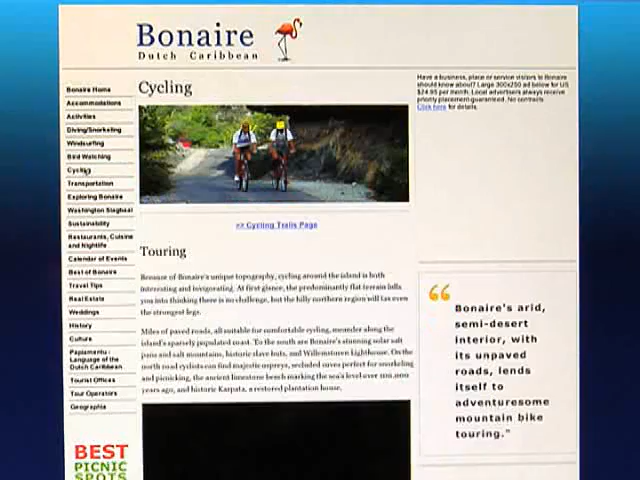 Bonaire
Dutch Caribbean
Bonaire Home
Accommodations
Activities
Diving/Snorkeling
Windsurfing
Bird Watching
Cycling
Transportation
Exploring Bonaire
Washington Slagbaai
Sustainability
Restaurants, Cuisine
and Nightlife
Calendar of Events
Best of Bonaire
Travel Tips
Real Estate
Weddings
History
Culture
Papiamentu -
Language of the
Dutch Caribbean
Tourist Offices
Tour Operators
Geographia
BEST
PICNIC
SPOTS
Cycling
>> Cycling Trails Page
Touring
Because of Bonaire's unique topography, cycling around the island is both
interesting and invigorating. At first glance, the predominantly flat terrain lulls
you into thinking there is no challenge, but the hilly northern region will tax even
the strongest legs.
Miles of paved roads, all suitable for comfortable cycling, meander along the
island's sparsely populated coast. To the south are Bonaire's stunning solar salt
pans and salt mountains, historic slave huts, and Willemstoren Lighthouse. On the
north road cyclists can find majestic ospreys, secluded coves perfect for snorkeling
and picnicking, the ancient limestone bench marking the sea's level over 100,000
years ago, and historic Karpata, a restored plantation house.
Have a business, place or service visitors to Bonaire
should know about? Large 300x250 ad below for US
$24.95 per month. Local advertisers always receive
priority placement guaranteed. No contracts
Click here for details.
“
Bonaire's arid,
semi-desert
interior, with
its unpaved
roads, lends
itself to
adventuresome
mountain bike
touring."